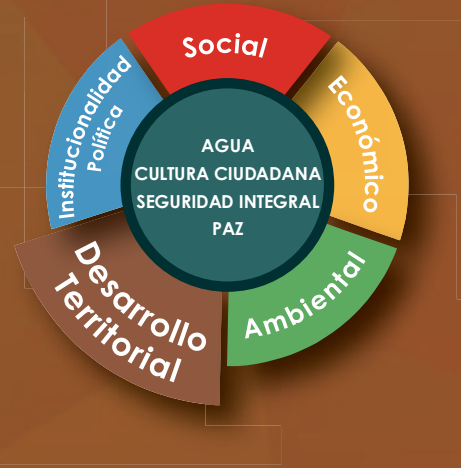 Social
Económico
Ambiental
Desarrollo
Territorial
Institucionalidad
Política
AGUA
CULTURA CIUDADANA
SEGURIDAD INTEGRAL
PAZ